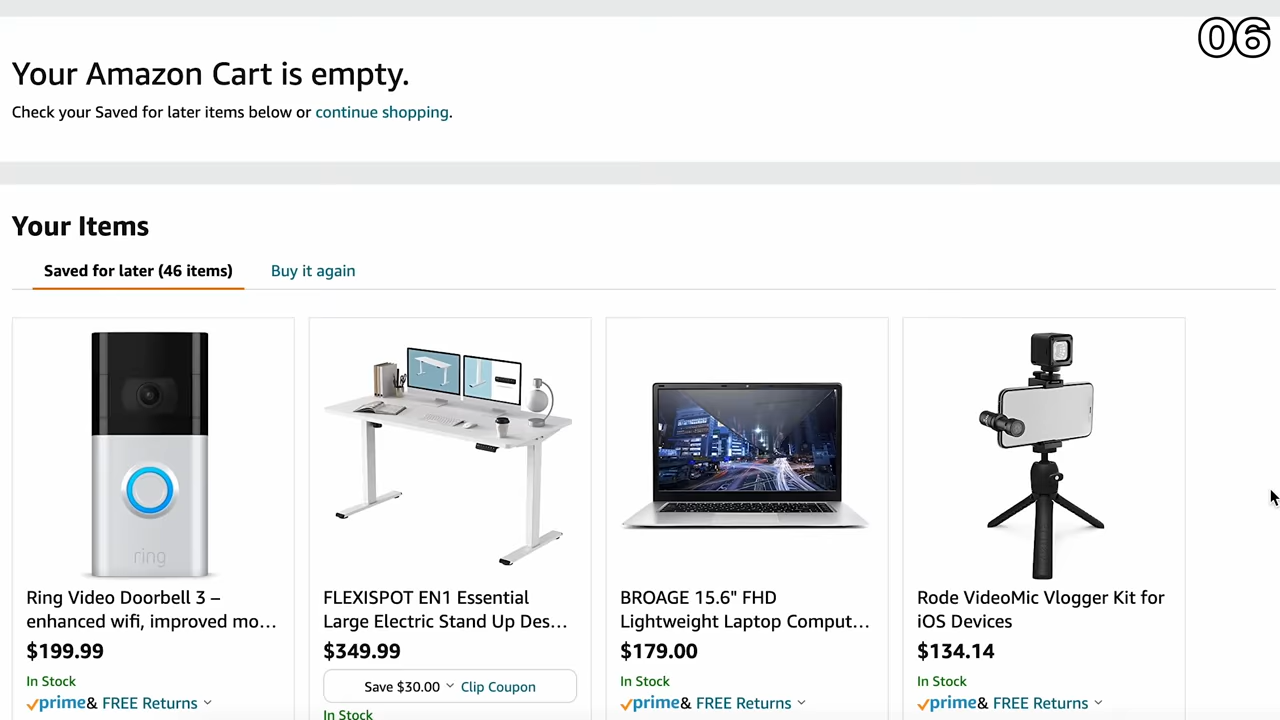 06
Your Amazon Cart is empty.
Check your Saved for later items below or continue shopping.
Your Items
Saved for later (46 items)
Buy it again
ring
Ring Video Doorbell 3 –
enhanced wifi, improved mo...
$199.99
In Stock
prime& FREE Returns
FLEXISPOT EN1 Essential
Large Electric Stand Up Des...
$349.99
Save $30.00
Clip Coupon
In Stock
BROAGE 15.6" FHD
Lightweight Laptop Comput...
$179.00
In Stock
prime& FREE Returns
Rode VideoMic Vlogger Kit for
iOS Devices
$134.14
In Stock
prime& FREE Returns